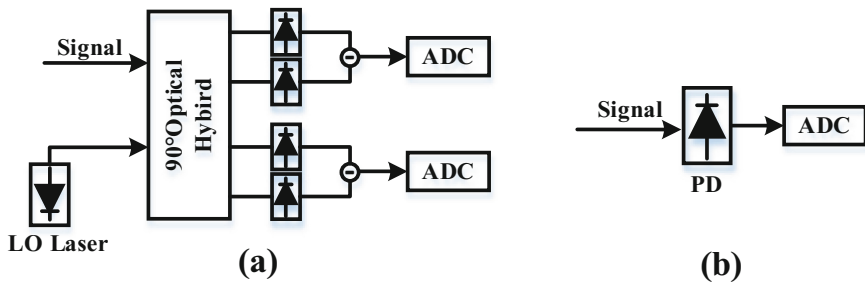 Signal
90°Optical
Hybird
ADC
ADC
LO Laser
(a)
Signal
PD
ADC
(b)